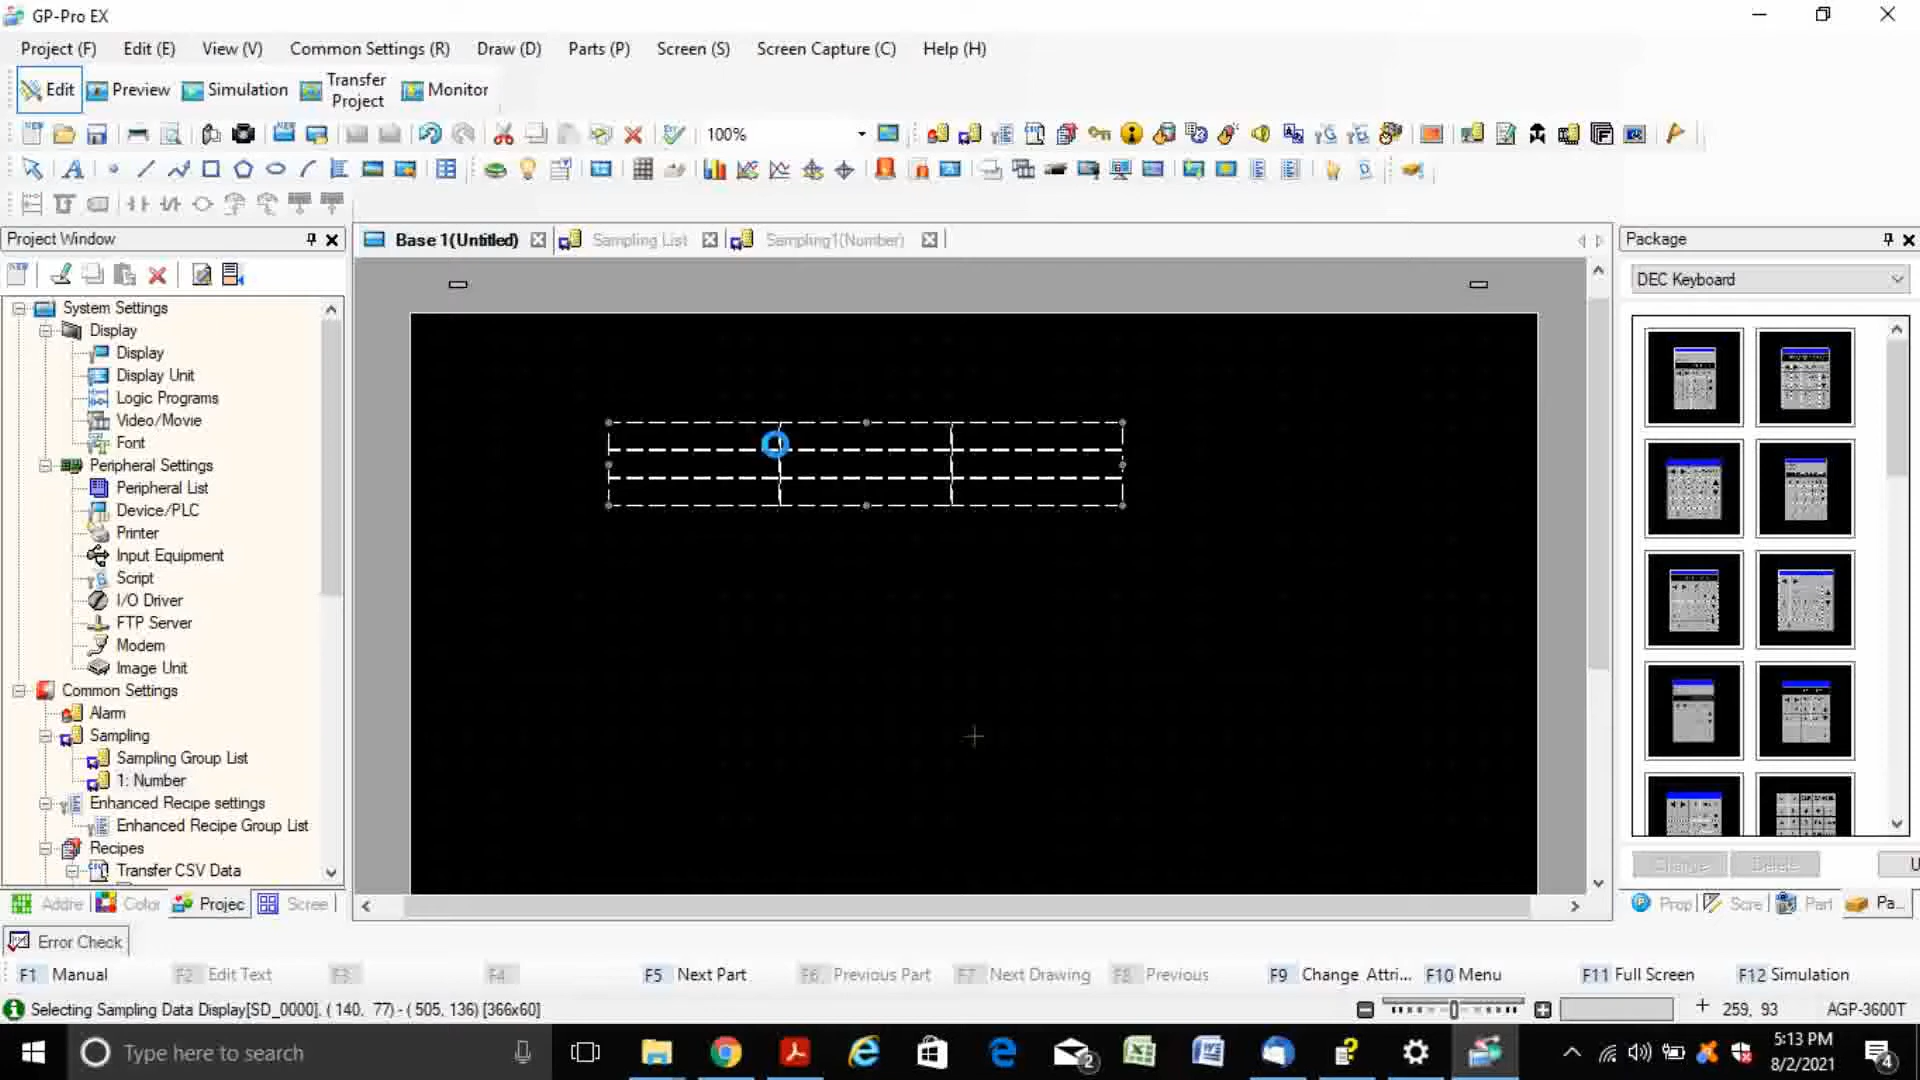 GP-Pro EX
Project (F) Edit (E) View (V) Common Settings (R) Draw (D) Parts (P) Screen (S) Screen Capture (C) Help (H)
Edit Preview Simulation Transfer Project Monitor
100%
Project Window
Base 1(Untitled) Sampling List Sampling1(Number)
Package
DEC Keyboard
System Settings
Display
Display
Display Unit
Logic Programs
Video/Movie
Font
Peripheral Settings
Peripheral List
Device/PLC
Printer
Input Equipment
Script
I/O Driver
FTP Server
Modem
Image Unit
Common Settings
Alarm
Sampling
Sampling Group List
1: Number
Enhanced Recipe settings
Enhanced Recipe Group List
Recipes
Transfer CSV Data
Change Delete U
Addre Color Projec Scree
Prop Scre Part Pa...
Error Check
F1 Manual F2 Edit Text F3 F4 F5 Next Part F6 Previous Part F7 Next Drawing F8 Previous F9 Change Attri... F10 Menu F11 Full Screen F12 Simulation
Selecting Sampling Data Display[SD_0000]. ( 140, 77) - ( 505, 136) [366x60] 259, 93 AGP-3600T
Type here to search
2
5:13 PM
8/2/2021
4